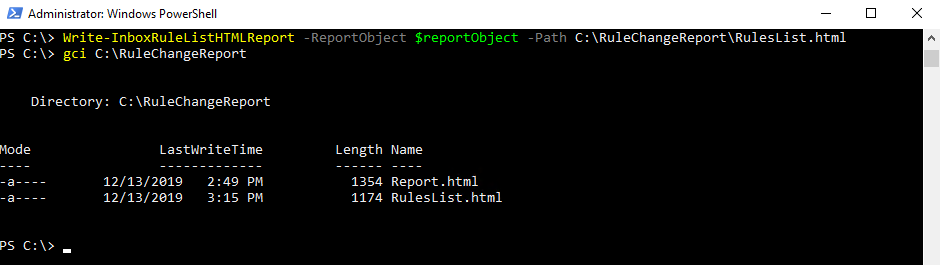 Administrator: Windows PowerShell
PS C:\> Write-InboxRuleListHTMLReport -ReportObject $reportObject -Path C:\RuleChangeReport\RulesList.html
PS C:\> gci C:\RuleChangeReport
Directory: C:\RuleChangeReport
Mode LastWriteTime Length Name
---- ------------- ------ ----
-a---- 12/13/2019 2:49 PM 1354 Report.html
-a---- 12/13/2019 3:15 PM 1174 RulesList.html
PS C:\> _